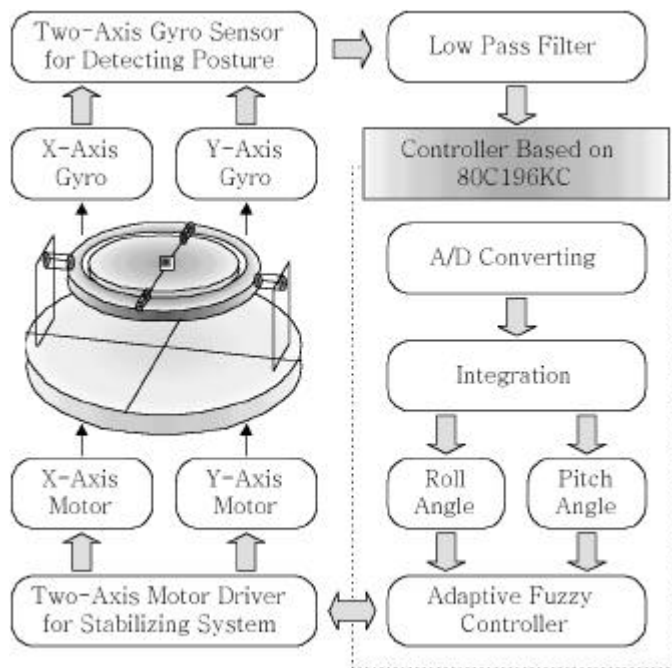 Two-Axis Gyro Sensor
for Detecting Posture
Low Pass Filter
X-Axis
Gyro
Y-Axis
Gyro
Controller Based on
80C196KC
A/D Converting
Integration
Roll
Angle
Pitch
Angle
X-Axis
Motor
Y-Axis
Motor
Two-Axis Motor Driver
for Stabilizing System
Adaptive Fuzzy
Controller